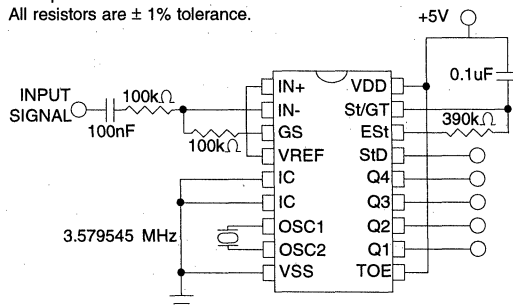 All resistors are ± 1% tolerance.
+5V
0.1uF
INPUT
SIGNAL
100kΩ
100nF
100kΩ
390kΩ
IN+ VDD
IN- St/GT
GS ESt
VREF StD
IC Q4
IC Q3
OSC1 Q2
OSC2 Q1
VSS TOE
3.579545 MHz